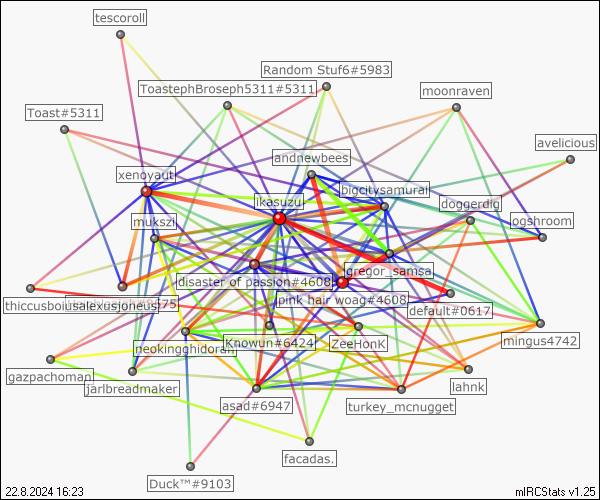 tescoroll
Random Stuf6#5983
ToastephBroseph5311#5311
moonraven
Toast#5311
avelicious
andnewbees
xenoyaut
bigcitysamurai
ikasuzu
doggerdig
mukszi
ogshroom
gregor_samsa
disaster of passion#4608
pink hair woag#4608
thiccusboiusalexusjoneus
#6575
default#0617
Knowun#6424
ZeeHonk
mingus4742
neokingghidorah
gazpachoman
jarlbreadmaker
lahnk
asad#6947
turkey_mcnugget
facadas.
Duck™#9103
22.8.2024 16:23
mIRCStats v1.25